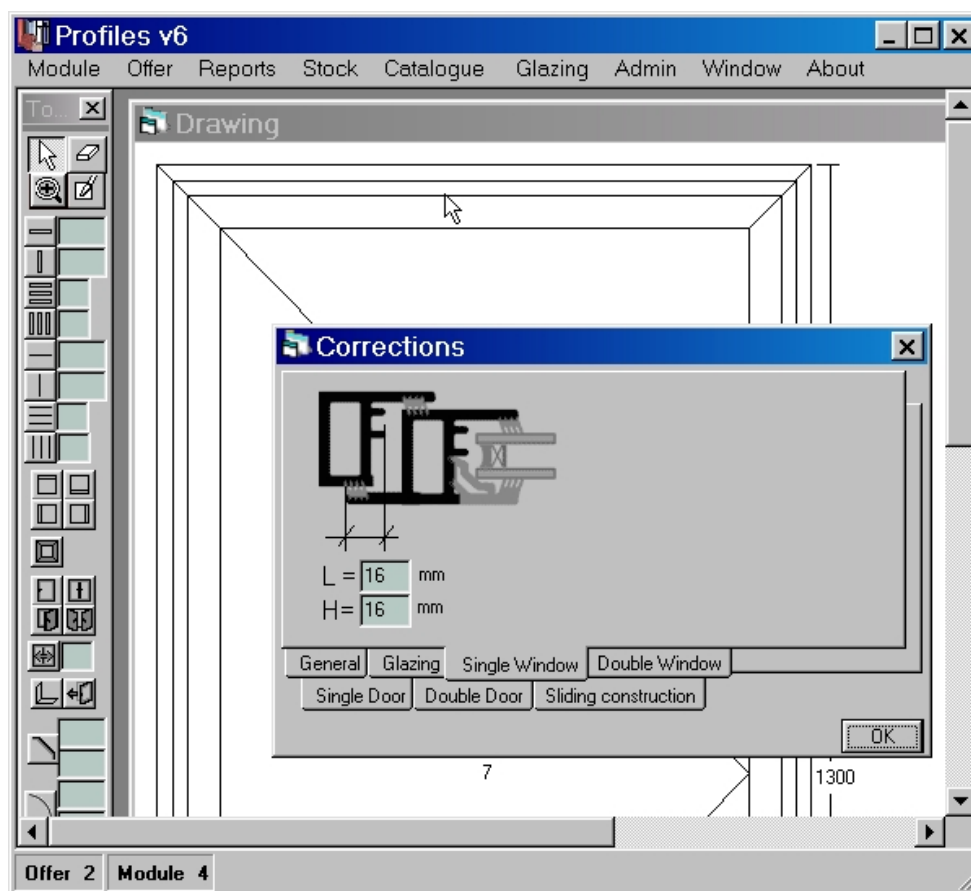 Profiles v6
Module Offer Reports Stock Catalogue Glazing Admin Window About
To...
Drawing
Corrections
L = 16 mm
H= 16 mm
General Glazing Single Window Double Window
Single Door Double Door Sliding construction
OK
7
1300
Offer 2 Module 4